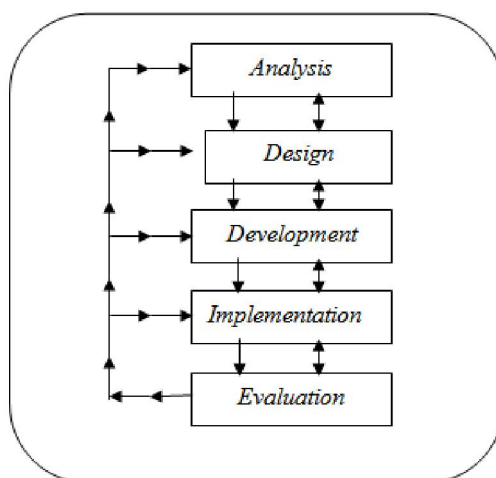 Analysis
Design
Development
Implementation
Evaluation